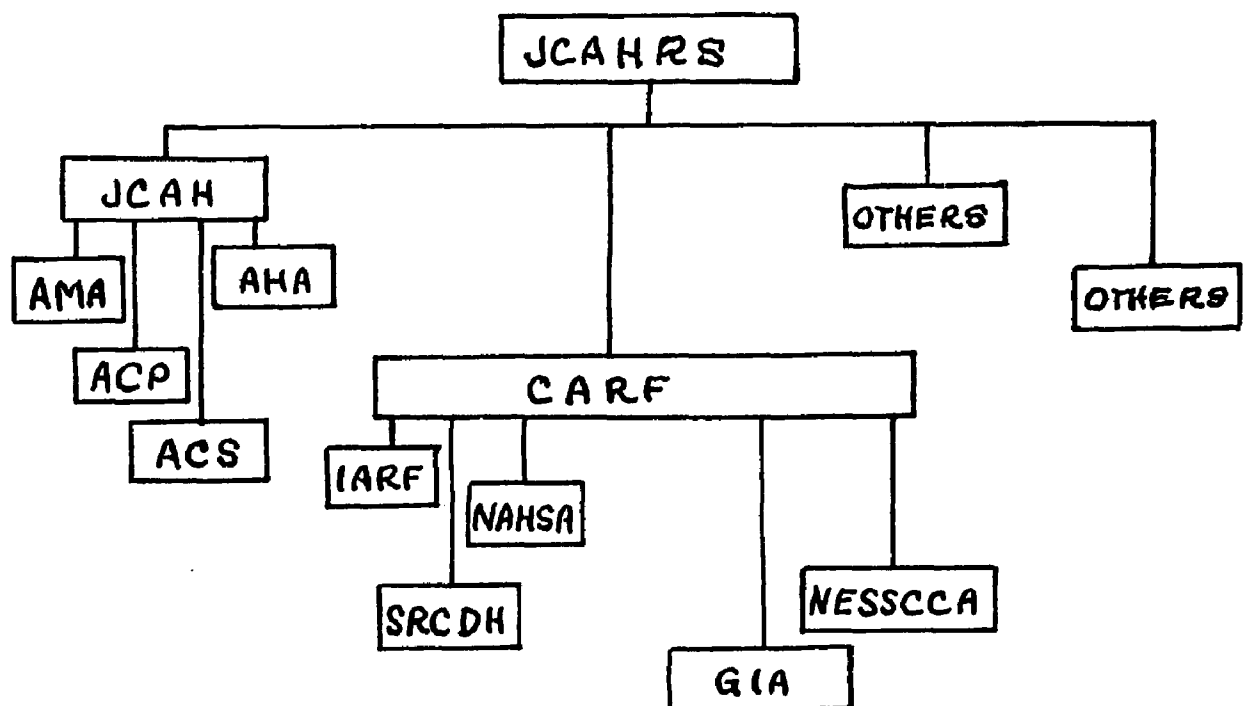 JCAHRS
JCAH
OTHERS
AMA
AHA
OTHERS
ACP
CARF
ACS
IARF
NAHSA
SRCDH
NESSCCA
GIA